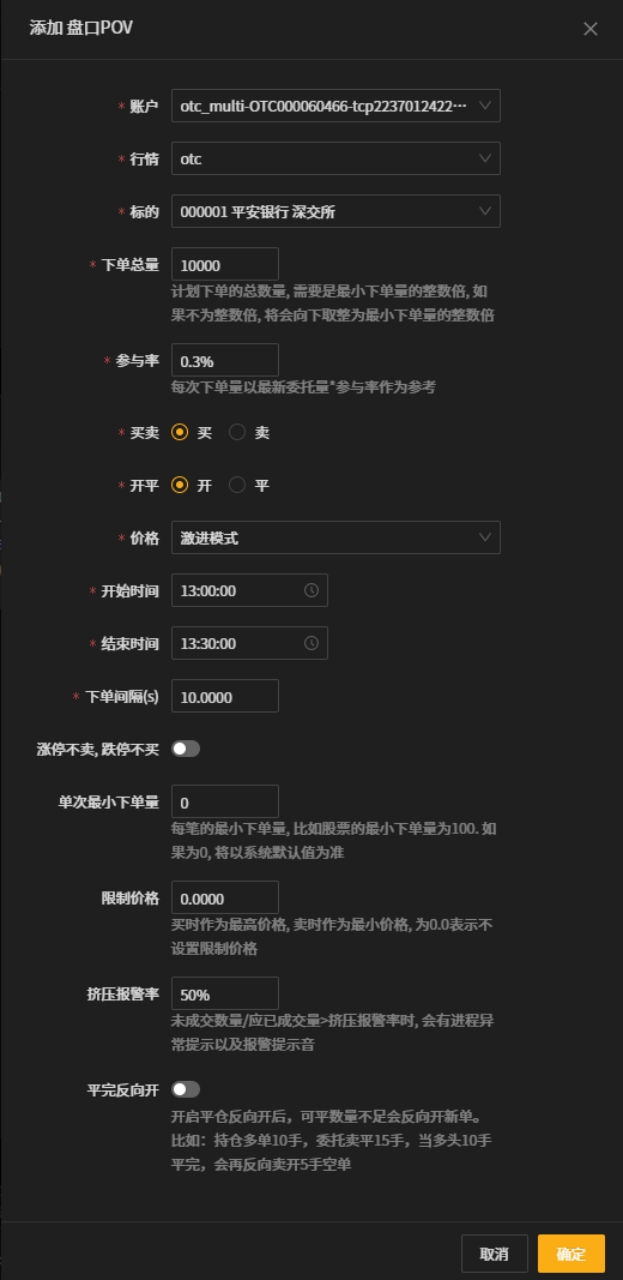 添加 盘口POV
* 账户 otc_multi-OTC000060466-tcp2237012422···
* 行情 otc
* 标的 000001 平安银行 深交所
* 下单总量 10000
计划下单的总数量, 需要是最小下单量的整数倍, 如
果不为整数倍, 将会向下取整为最小下单量的整数倍
* 参与率 0.3%
每次下单量以最新委托量*参与率作为参考
* 买卖 买 卖
* 开平 开 平
* 价格 激进模式
* 开始时间 13:00:00
* 结束时间 13:30:00
* 下单间隔(s) 10.0000
涨停不卖, 跌停不买
单次最小下单量 0
每笔的最小下单量, 比如股票的最小下单量为100. 如
果为0, 将以系统默认值为准
限制价格 0.0000
买时作为最高价格, 卖时作为最小价格, 为0.0表示不
设置限制价格
挤压报警率 50%
未成交数量/应已成交量>挤压报警率时, 会有进程异
常提示以及报警提示音
平完反向开
开启平仓反向开后，可平数量不足会反向开新单。
比如：持仓多单10手，委托卖平15手，当多头10手
平完，会再反向卖开5手空单
取消 确定